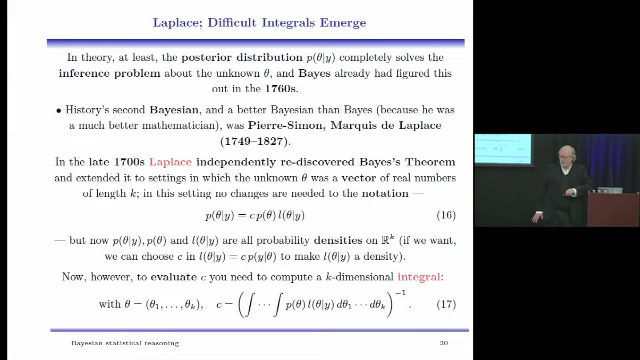 Laplace; Difficult Integrals Emerge
In theory, at least, the posterior distribution p(θ|y) completely solves the
inference problem about the unknown θ, and Bayes already had figured this
out in the 1760s.
• History's second Bayesian, and a better Bayesian than Bayes (because he was
a much better mathematician), was Pierre-Simon, Marquis de Laplace
(1749–1827).
In the late 1700s Laplace independently re-discovered Bayes's Theorem
and extended it to settings in which the unknown θ was a vector of real numbers
of length k; in this setting no changes are needed to the notation —
p(θ|y) = c p(θ) l(θ|y) (16)
— but now p(θ|y), p(θ) and l(θ|y) are all probability densities on ℝ^k (if we want,
we can choose c in l(θ|y) = c p(y|θ) to make l(θ|y) a density).
Now, however, to evaluate c you need to compute a k-dimensional integral:
with θ = (θ₁, . . . , θₖ), c = (∫ ··· ∫ p(θ) l(θ|y) dθ₁ ··· dθₖ)⁻¹ . (17)
Bayesian statistical reasoning 20